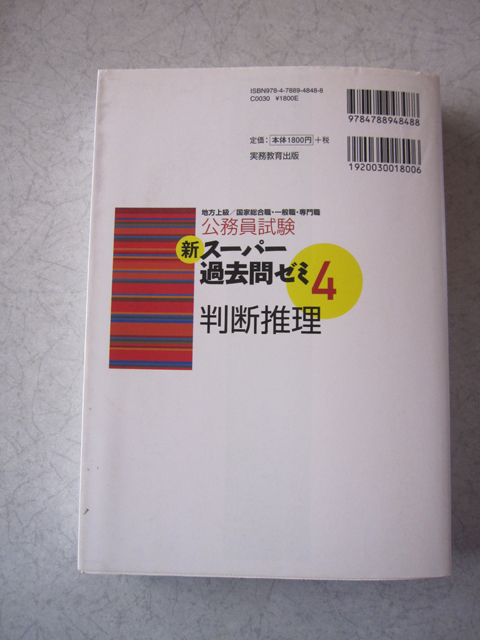 ISBN978-4-7889-4848-8
C0030 ¥1800E
9784788948488
定価：本体1800円＋税
実務教育出版
1920030018006
地方上級／国家総合職・一般職・専門職
公務員試験
新スーパー
過去問ゼミ4
判断推理